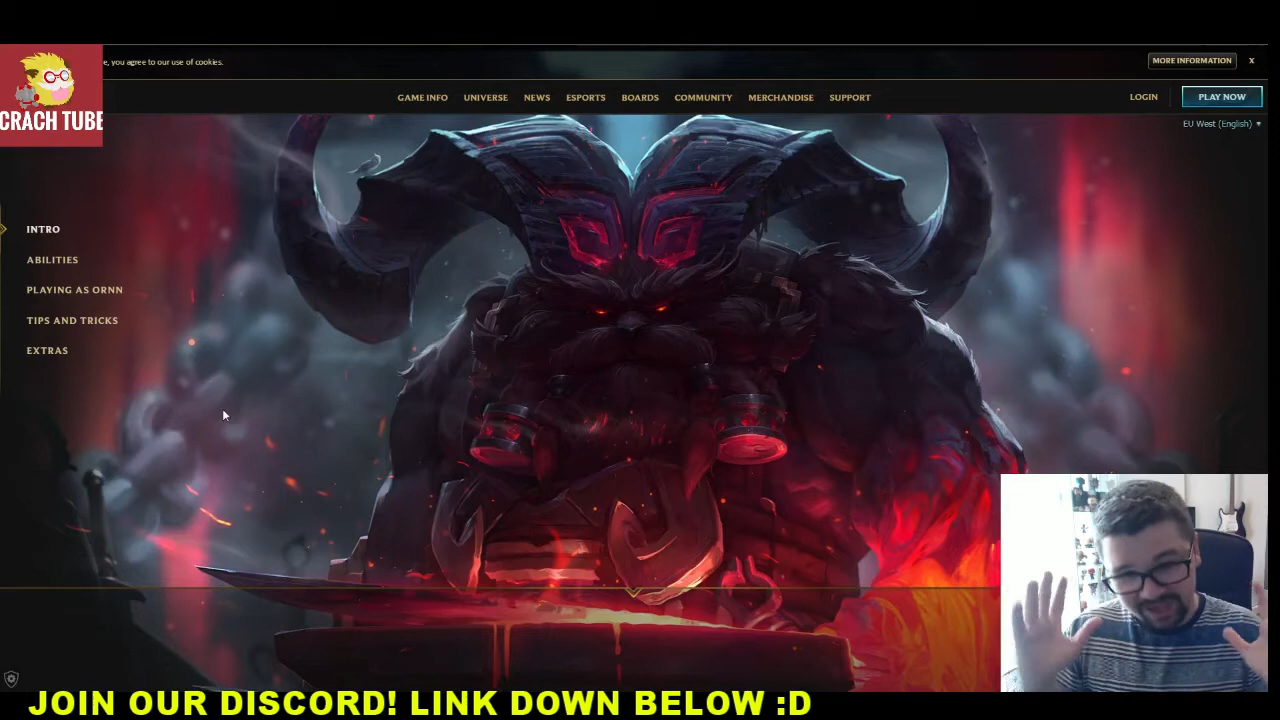 e, you agree to our use of cookies.
MORE INFORMATION
X
CRACH TUBE
GAME INFO UNIVERSE NEWS ESPORTS BOARDS COMMUNITY MERCHANDISE SUPPORT
LOGIN
PLAY NOW
EU West (English)
INTRO
ABILITIES
PLAYING AS ORNN
TIPS AND TRICKS
EXTRAS
JOIN OUR DISCORD! LINK DOWN BELOW :D